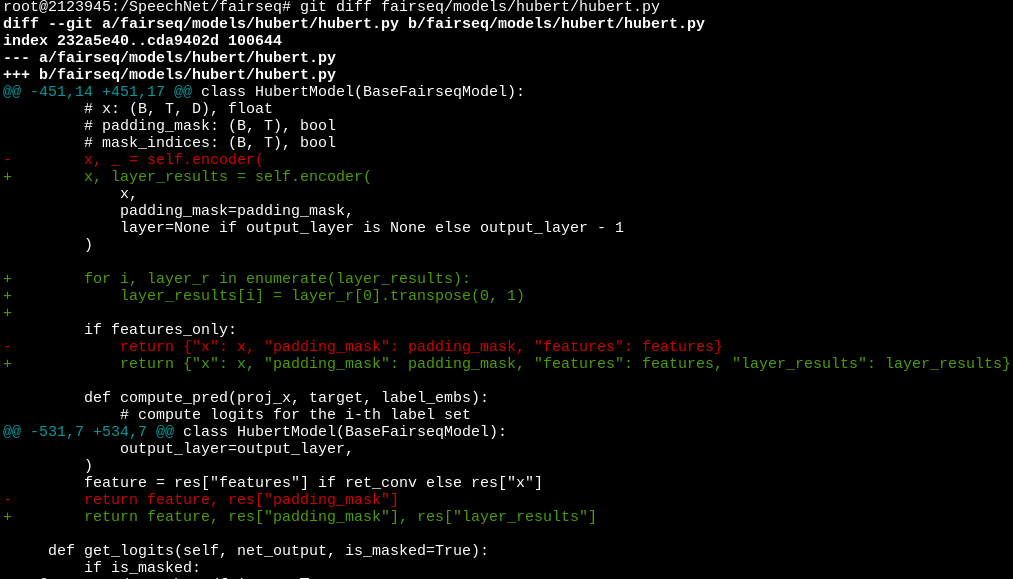 root@2123945:/SpeechNet/fairseq# git diff fairseq/models/hubert/hubert.py
diff --git a/fairseq/models/hubert/hubert.py b/fairseq/models/hubert/hubert.py
index 232a5e40..cda9402d 100644
--- a/fairseq/models/hubert/hubert.py
+++ b/fairseq/models/hubert/hubert.py
@@ -451,14 +451,17 @@ class HubertModel(BaseFairseqModel):
         # x: (B, T, D), float
         # padding_mask: (B, T), bool
         # mask_indices: (B, T), bool
-        x, _ = self.encoder(
+        x, layer_results = self.encoder(
             x,
             padding_mask=padding_mask,
             layer=None if output_layer is None else output_layer - 1
         )
+        for i, layer_r in enumerate(layer_results):
+            layer_results[i] = layer_r[0].transpose(0, 1)
+
         if features_only:
-            return {"x": x, "padding_mask": padding_mask, "features": features}
+            return {"x": x, "padding_mask": padding_mask, "features": features, "layer_results": layer_results}
         def compute_pred(proj_x, target, label_embs):
             # compute logits for the i-th label set
@@ -531,7 +534,7 @@ class HubertModel(BaseFairseqModel):
             output_layer=output_layer,
         )
         feature = res["features"] if ret_conv else res["x"]
-        return feature, res["padding_mask"]
+        return feature, res["padding_mask"], res["layer_results"]
     def get_logits(self, net_output, is_masked=True):
         if is_masked: